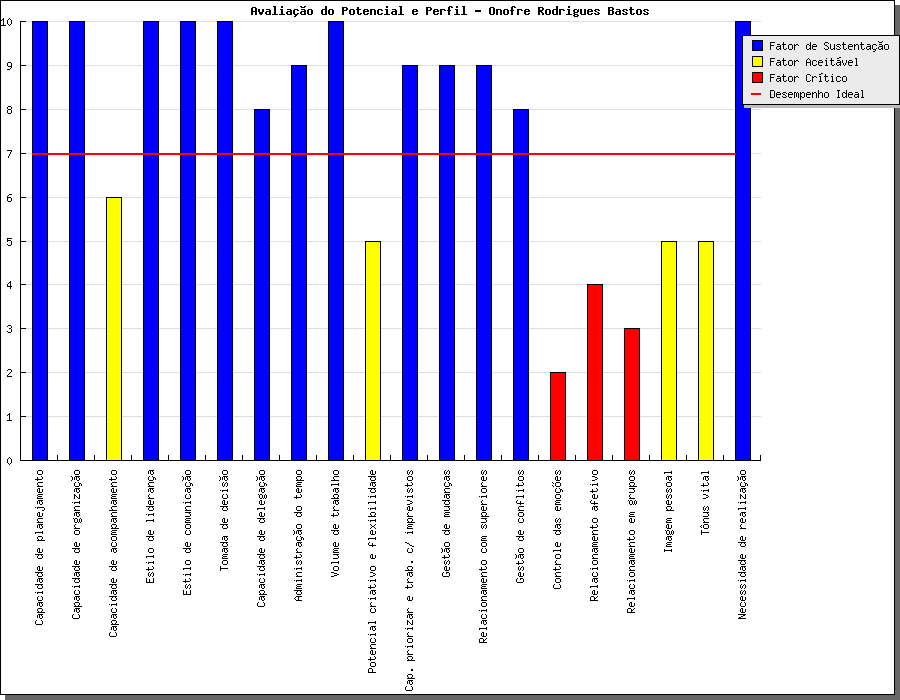 Avaliação do Potencial e Perfil - Onofre Rodrigues Bastos
10
9
8
7
6
5
4
3
2
1
0
Fator de Sustentação
Fator Aceitável
Fator Crítico
Desempenho Ideal
Capacidade de planejamento
Capacidade de organização
Capacidade de acompanhamento
Estilo de liderança
Estilo de comunicação
Tomada de decisão
Capacidade de delegação
Administração do tempo
Volume de trabalho
Potencial criativo e flexibilidade
Cap. priorizar e trab. c/ imprevistos
Gestão de mudanças
Relacionamento com superiores
Gestão de conflitos
Controle das emoções
Relacionamento afetivo
Relacionamento em grupos
Imagem pessoal
Tônus vital
Necessidade de realização